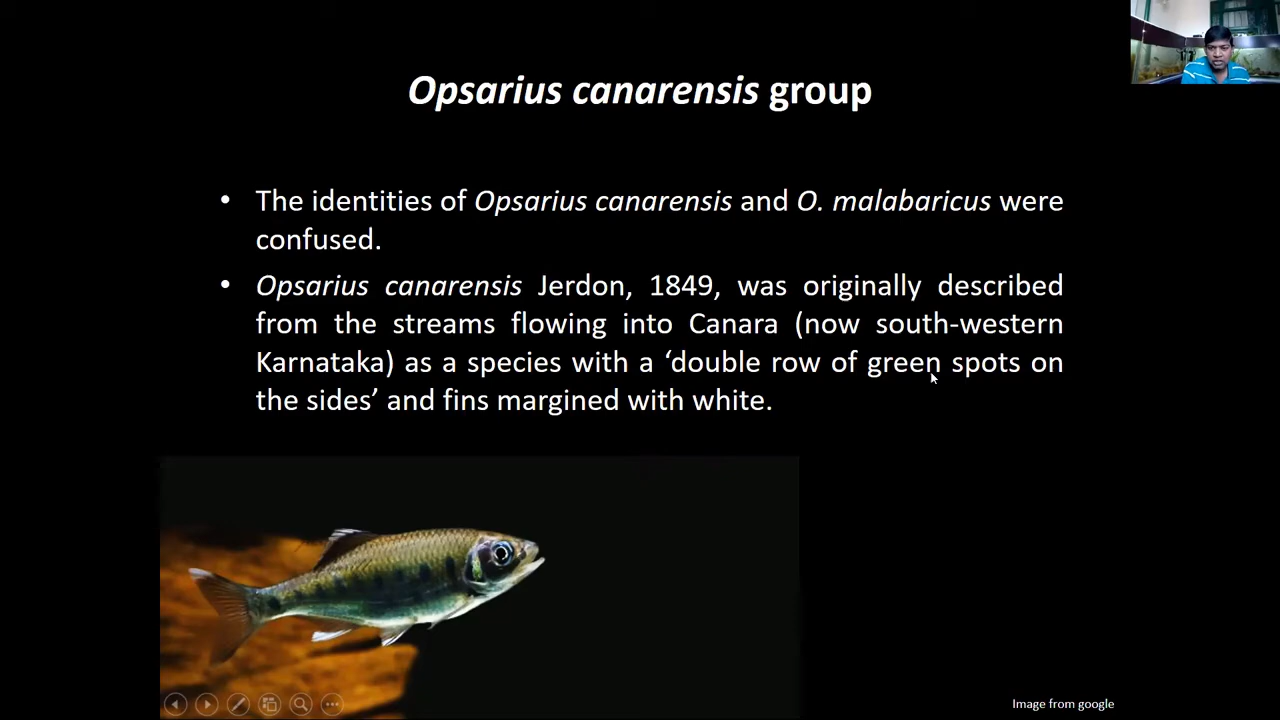 Opsarius canarensis group
• The identities of Opsarius canarensis and O. malabaricus were
confused.
• Opsarius canarensis Jerdon, 1849, was originally described
from the streams flowing into Canara (now south-western
Karnataka) as a species with a ‘double row of green spots on
the sides’ and fins margined with white.
Image from google